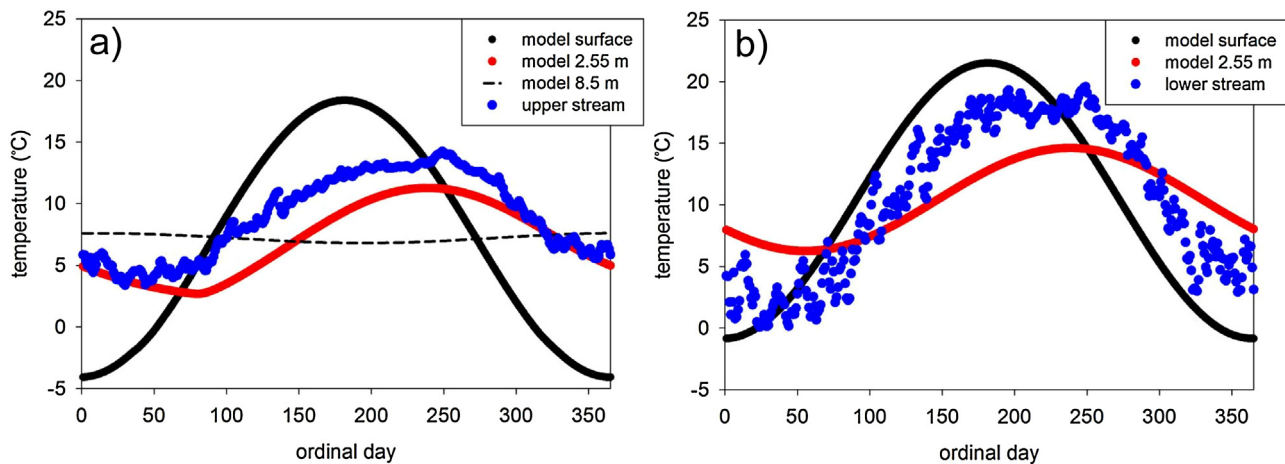 a)
model surface
model 2.55 m
model 8.5 m
upper stream
temperature (°C)
25
20
15
10
5
0
-5
0 50 100 150 200 250 300 350
ordinal day
b)
model surface
model 2.55 m
lower stream
temperature (°C)
25
20
15
10
5
0
-5
0 50 100 150 200 250 300 350
ordinal day